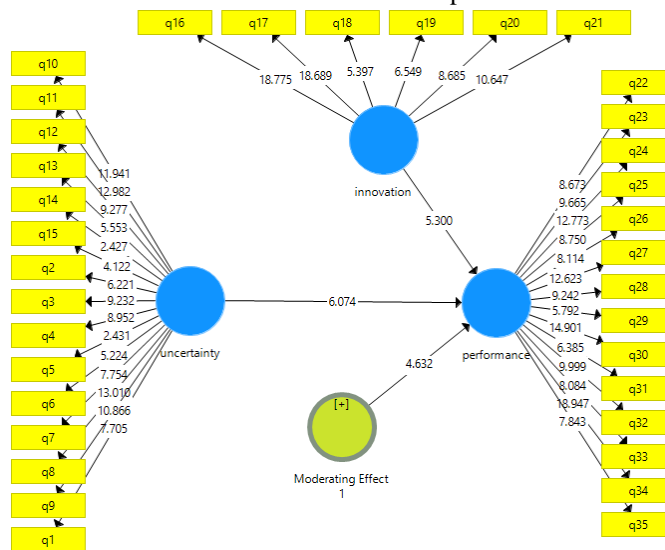 q16
q17
q18
q19
q20
q21
18.775
18.689
5.397
6.549
8.685
10.647
innovation
5.300
q10
q11
q12
q13
q14
q15
q2
q3
q4
q5
q6
q7
q8
q9
q1
11.941
12.982
9.277
5.553
2.427
4.122
6.221
9.232
8.952
2.431
5.224
7.754
13.010
10.866
7.705
uncertainty
6.074
performance
4.632
[+]
Moderating Effect
1
8.673
9.665
12.773
8.750
8.114
12.623
9.242
5.792
14.901
6.385
9.999
8.084
18.947
7.843
q22
q23
q24
q25
q26
q27
q28
q29
q30
q31
q32
q33
q34
q35